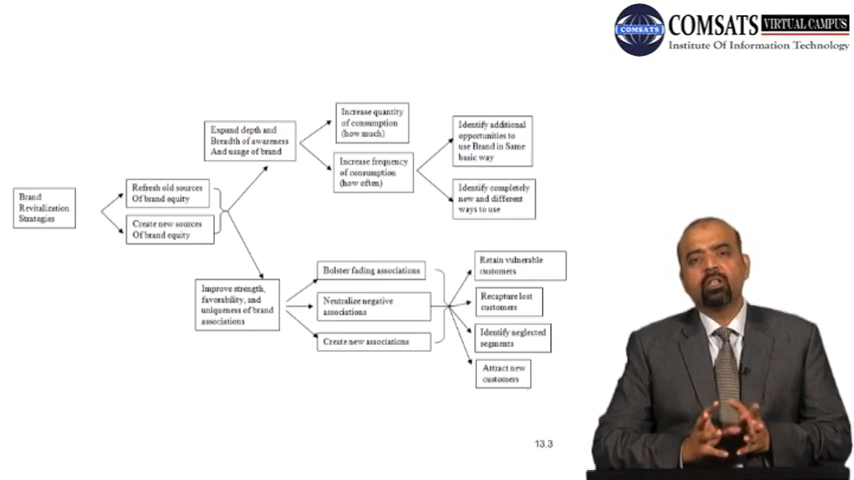 COMSATS
COMSATS VIRTUAL CAMPUS
Institute Of Information Technology
Brand
Revitalization
Strategies
Refresh old sources
Of brand equity
Create new sources
Of brand equity
Expand depth and
Breadth of awareness
And usage of brand
Increase quantity
of consumption
(how much)
Increase frequency
of consumption
(how often)
Identify additional
opportunities to
use Brand in Same
basic way
Identify completely
new and different
ways to use
Improve strength,
favorability, and
uniqueness of brand
associations
Bolster fading associations
Neutralize negative
associations
Create new associations
Retain vulnerable
customers
Recapture lost
customers
Identify neglected
segments
Attract new
customers
13.3